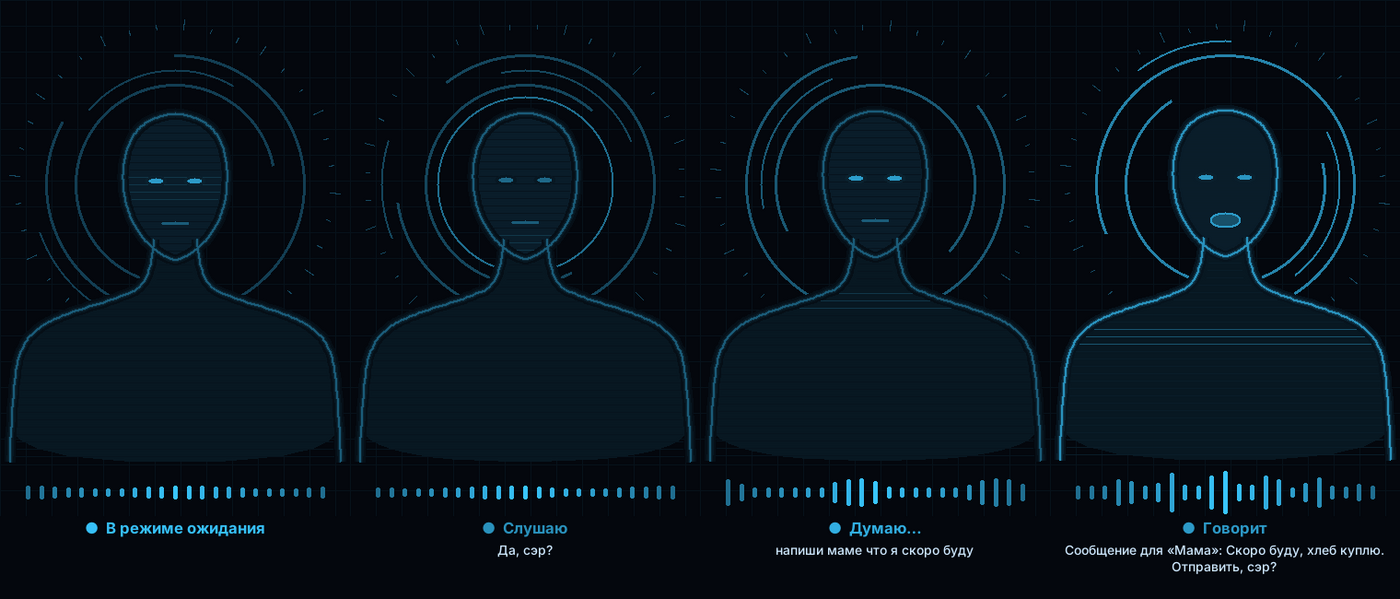 В режиме ожидания
Слушаю
Да, сэр?
Думаю...
напиши маме что я скоро буду
Говорит
Сообщение для «Мама»: Скоро буду, хлеб куплю.
Отправить, сэр?